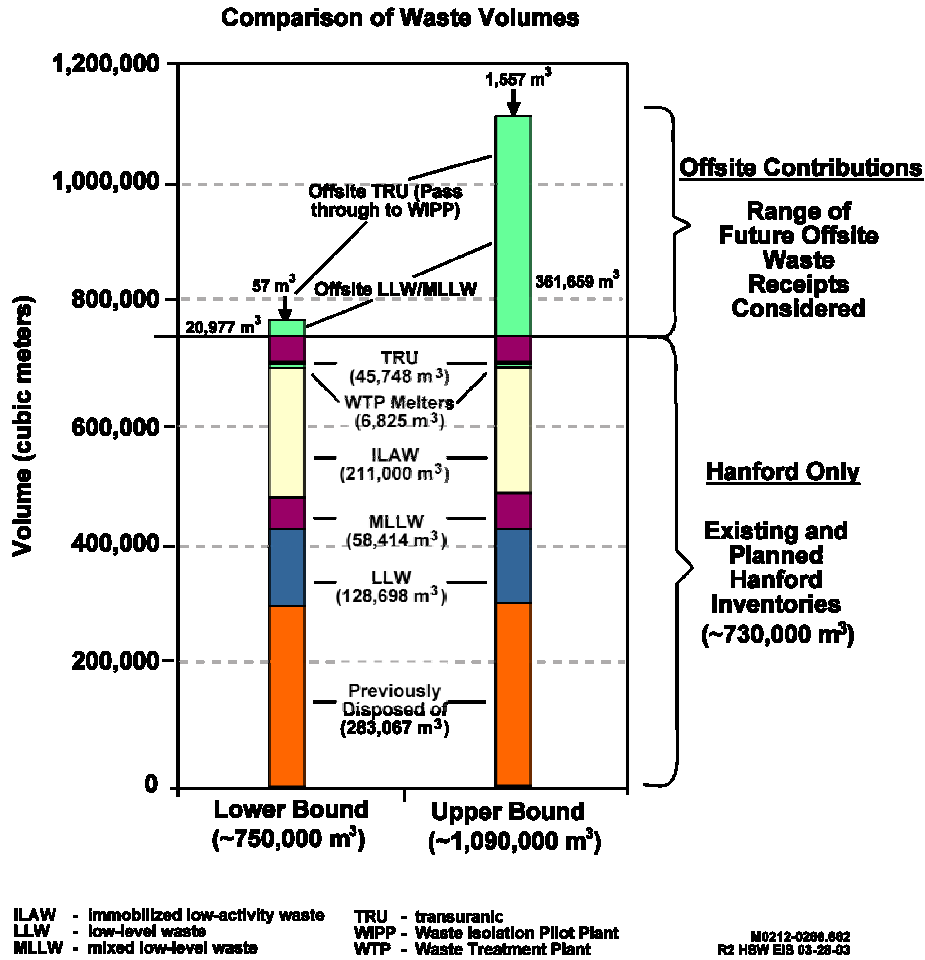 Comparison of Waste Volumes
1,200,000
1,000,000
800,000
600,000
400,000
200,000
0
Volume (cubic meters)
1,557 m³
Offsite TRU (Pass
through to WIPP)
57 m³
Offsite LLW/MLLW
20,977 m³
361,659 m³
TRU
(45,748 m³)
WTP Melters
(6,825 m³)
ILAW
(211,000 m³)
MLLW
(58,414 m³)
LLW
(128,698 m³)
Previously
Disposed of
(283,067 m³)
Lower Bound
(~750,000 m³)
Upper Bound
(~1,090,000 m³)
Offsite Contributions
Range of
Future Offsite
Waste
Receipts
Considered
Hanford Only
Existing and
Planned
Hanford
Inventories
(~730,000 m³)
ILAW - immobilized low-activity waste
LLW - low-level waste
MLLW - mixed low-level waste
TRU - transuranic
WIPP - Waste Isolation Pilot Plant
WTP - Waste Treatment Plant
R2 HSW EIS 03-28-03